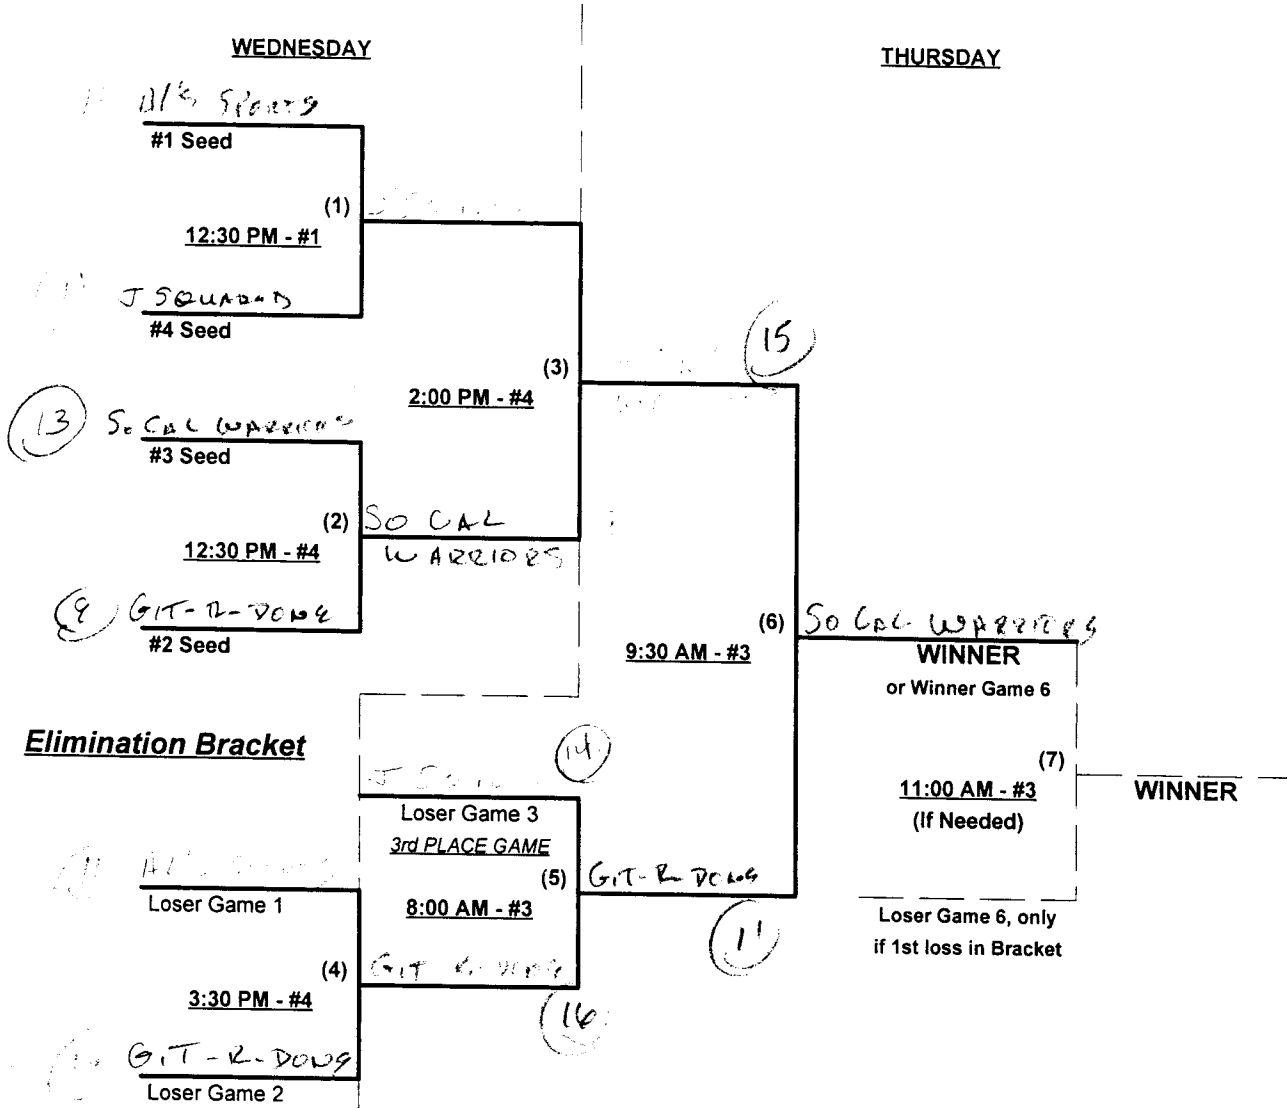 WEDNESDAY
THURSDAY
#1 Seed
(1)
12:30 PM - #1
#4 Seed
15
(3)
2:00 PM - #4
13 So CAL WARRIORS
#3 Seed
(2) SO CAL
WARRIORS
12:30 PM - #4
9 GIT-R-DONE
#2 Seed
(6) SO CAL WARRIORS
9:30 AM - #3
WINNER
or Winner Game 6
Elimination Bracket
14
Loser Game 3
3rd PLACE GAME
(7)
11:00 AM - #3
(If Needed)
WINNER
Loser Game 1
(5) GIT-R-DONE
8:00 AM - #3
11
Loser Game 6, only
if 1st loss in Bracket
(4) GIT R-DONE
3:30 PM - #4
16
GIT-R-DONE
Loser Game 2